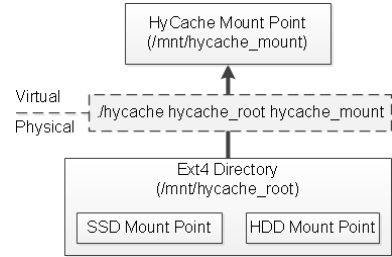 HyCache Mount Point
(/mnt/hycache_mount)
Virtual
./hycache hycache_root hycache_mount
Physical
Ext4 Directory
(/mnt/hycache_root)
SSD Mount Point
HDD Mount Point